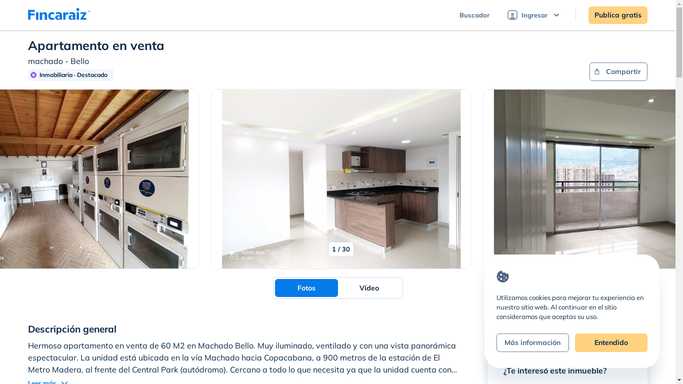 Fincaraiz
Buscador
Ingresar
Publica gratis
Apartamento en venta
machado - Bello
Inmobiliaria · Destacado
Compartir
1 / 30
Fotos
Video
Utilizamos cookies para mejorar tu experiencia en
nuestro sitio web. Al continuar en el sitio
consideramos que aceptas su uso.
Más información
Entendido
Descripción general
Hermoso apartamento en venta de 60 M2 en Machado Bello. Muy iluminado, ventilado y con una vista panorámica
espectacular. La unidad está ubicada en la vía Machado hacia Copacabana, a 900 metros de la estación de El
Metro Madera, al frente del Central Park (autódromo). Cercano a todo lo que necesita ya que la unidad cuenta con...
Leer más
¿Te interesó este inmueble?